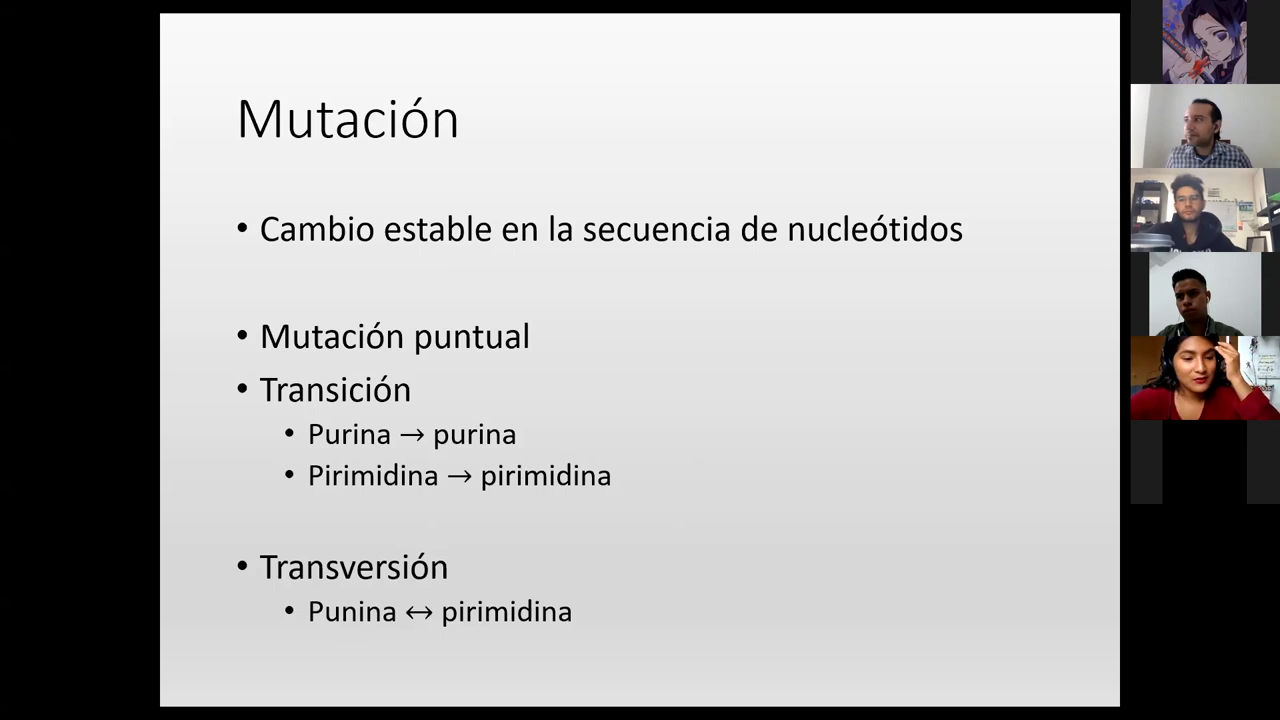 Mutación
• Cambio estable en la secuencia de nucleótidos
• Mutación puntual
• Transición
• Purina → purina
• Pirimidina → pirimidina
• Transversión
• Punina ↔ pirimidina